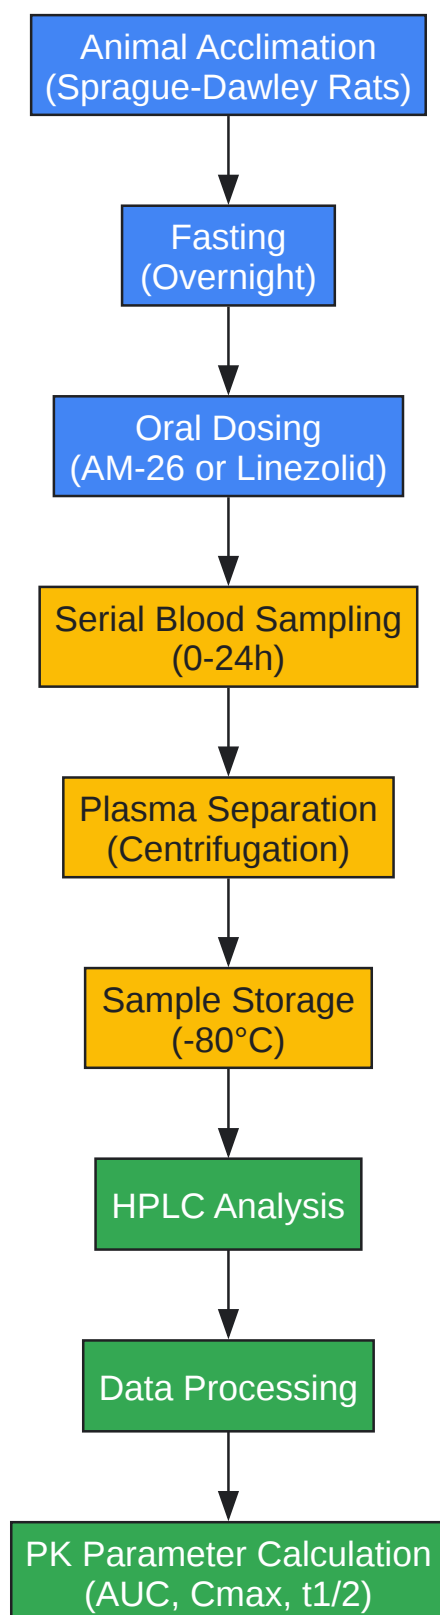 Animal Acclimation
(Sprague-Dawley Rats)
Fasting
(Overnight)
Oral Dosing
(AM-26 or Linezolid)
Serial Blood Sampling
(0-24h)
Plasma Separation
(Centrifugation)
Sample Storage
(-80°C)
HPLC Analysis
Data Processing
PK Parameter Calculation
(AUC, Cmax, t1/2)